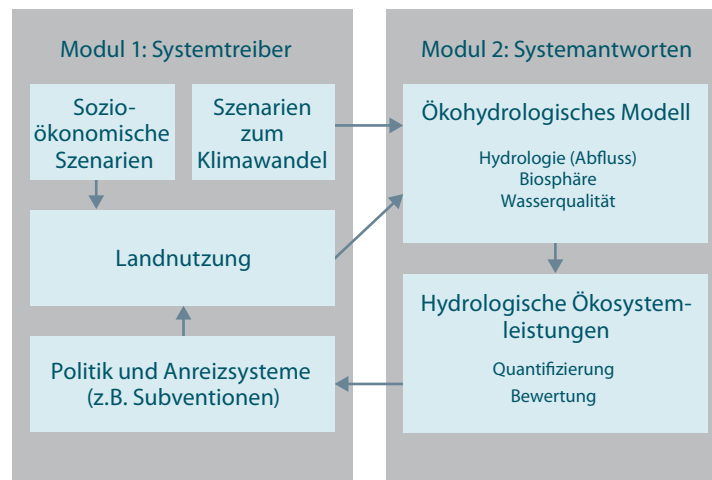 Modul 1: Systemtreiber
Sozio-
ökonomische
Szenarien
Szenarien
zum
Klimawandel
Landnutzung
Politik und Anreizsysteme
(z.B. Subventionen)
Modul 2: Systemantworten
Ökohydrologisches Modell
Hydrologie (Abfluss)
Biosphäre
Wasserqualität
Hydrologische Ökosystem-
leistungen
Quantifizierung
Bewertung